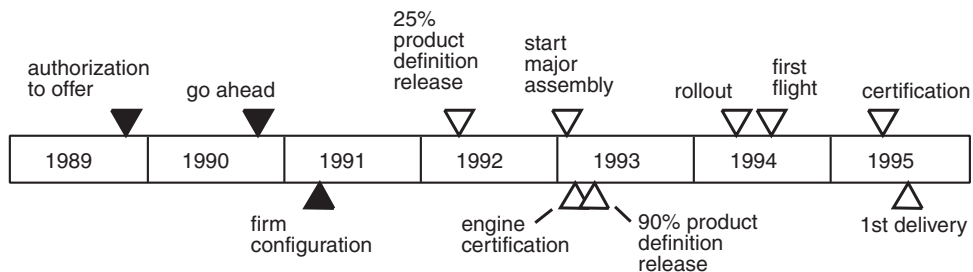 authorization
to offer
go ahead
25%
product
definition
release
start
major
assembly
rollout
first
flight
certification
1989
1990
1991
1992
1993
1994
1995
firm
configuration
engine
certification
90% product
definition
release
1st delivery